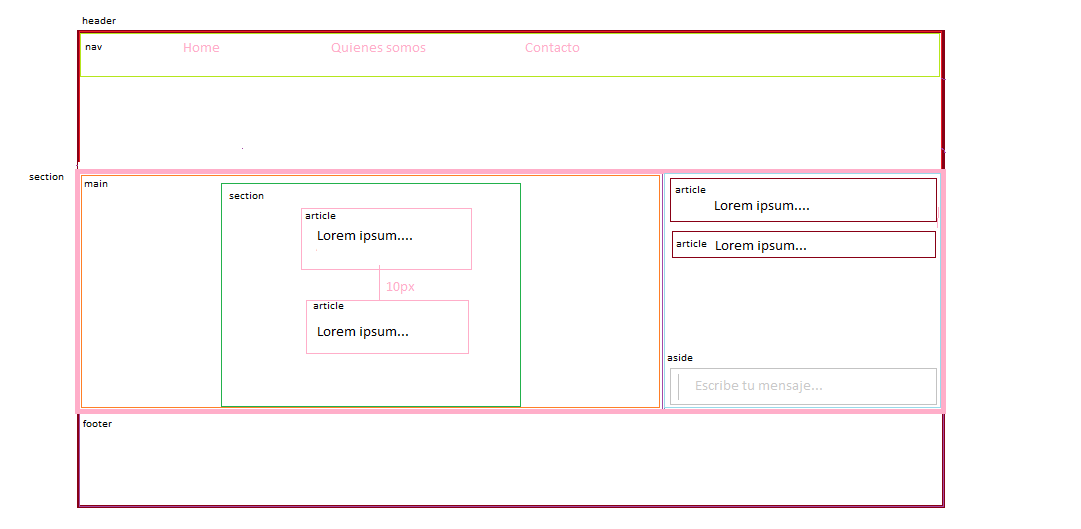 header
nav Home Quienes somos Contacto
section
main
section
article
Lorem ipsum....
10px
article
Lorem ipsum...
article
Lorem ipsum....
article Lorem ipsum...
aside
Escribe tu mensaje...
footer